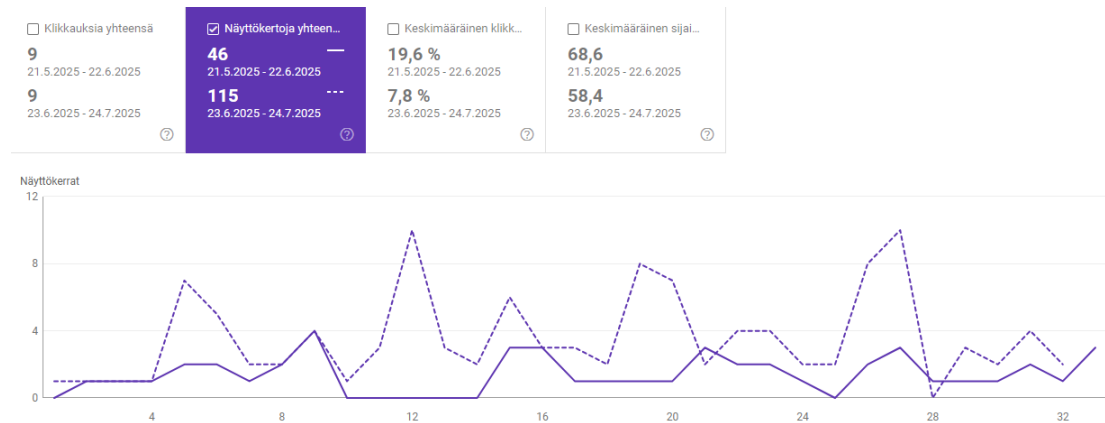 Klikkauksia yhteensä
9
21.5.2025 - 22.6.2025
9
23.6.2025 - 24.7.2025
Näyttökertoja yhteen...
46
21.5.2025 - 22.6.2025
115
23.6.2025 - 24.7.2025
Keskimääräinen klikk...
19,6 %
21.5.2025 - 22.6.2025
7,8 %
23.6.2025 - 24.7.2025
Keskimääräinen sijai...
68,6
21.5.2025 - 22.6.2025
58,4
23.6.2025 - 24.7.2025
Näyttökerrat
12
8
4
0
4 8 12 16 20 24 28 32